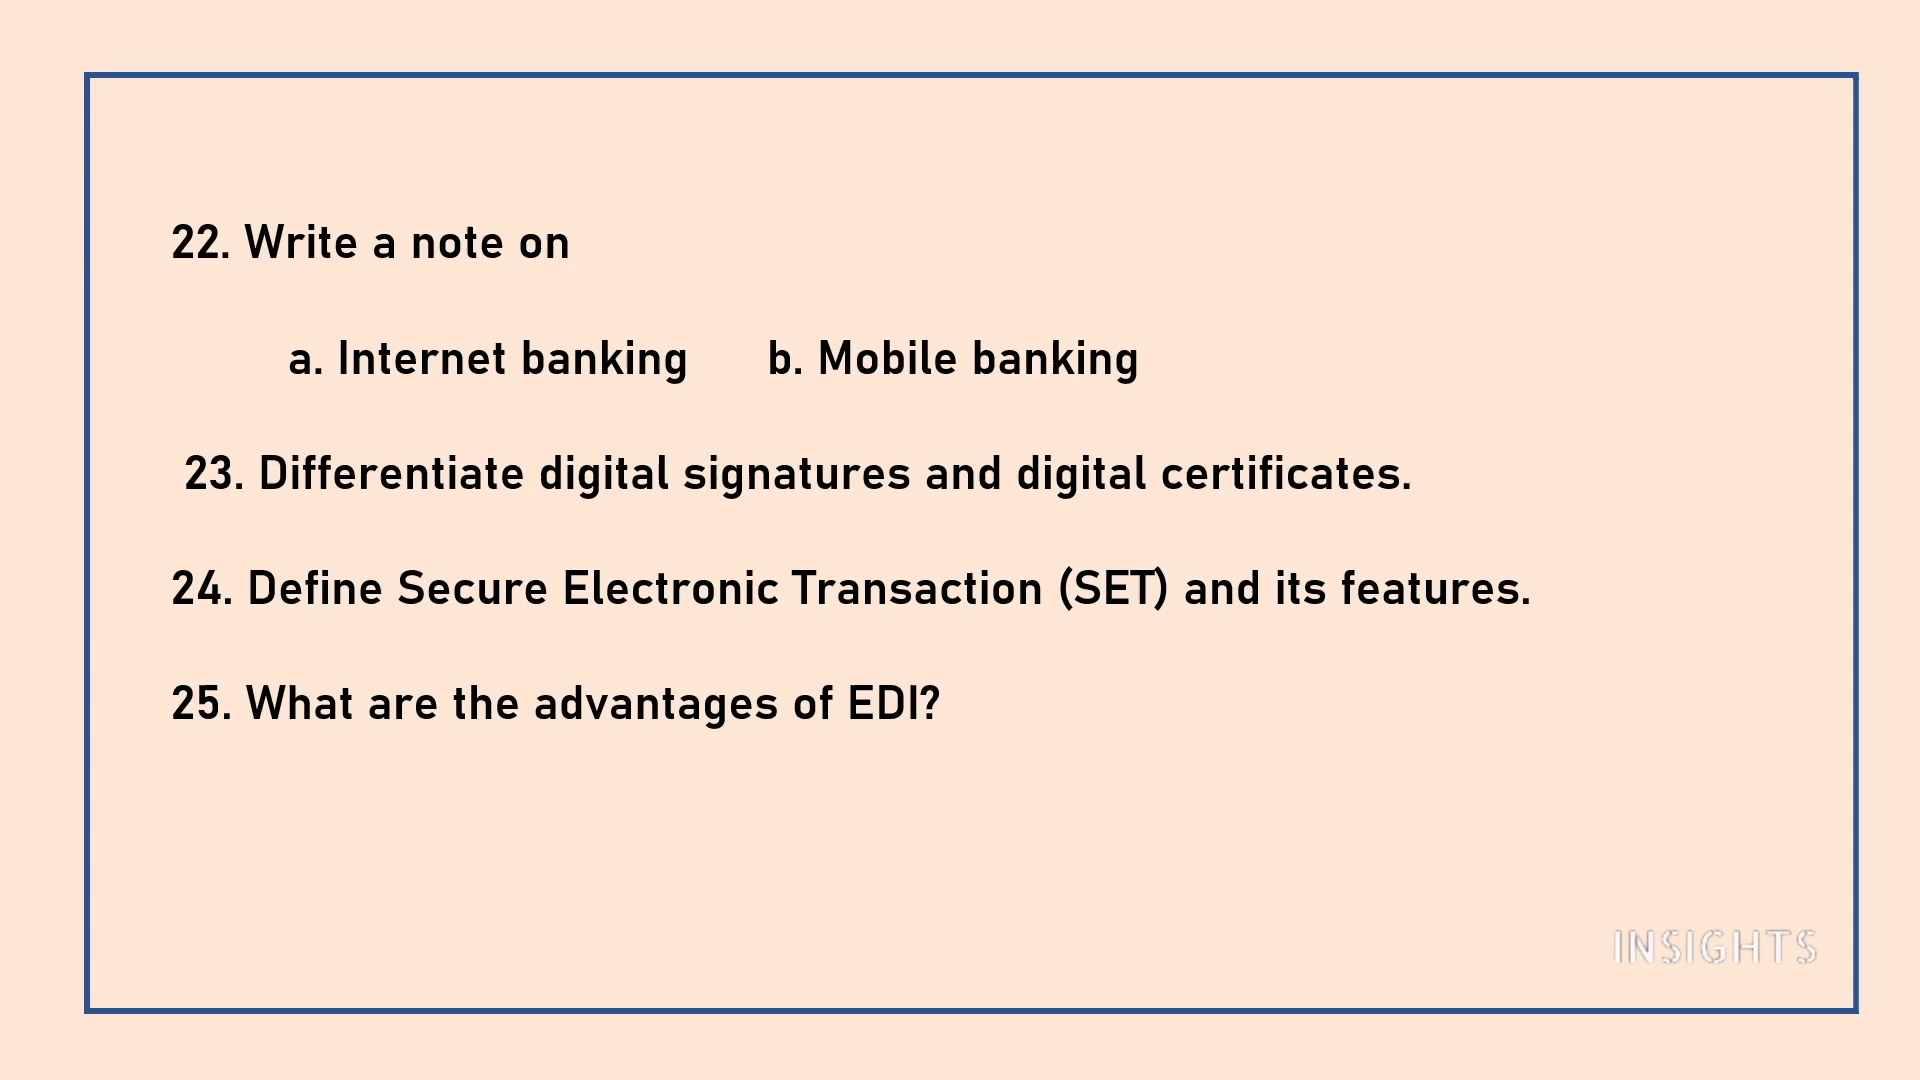 22. Write a note on
a. Internet banking b. Mobile banking
23. Differentiate digital signatures and digital certificates.
24. Define Secure Electronic Transaction (SET) and its features.
25. What are the advantages of EDI?
INSIGHTS